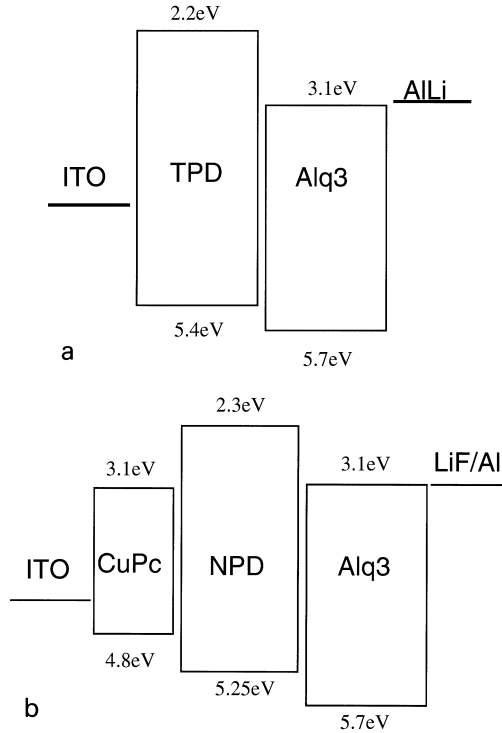 2.2eV
3.1eV
AlLi
ITO
TPD
Alq3
5.4eV
5.7eV
a
2.3eV
3.1eV
3.1eV
LiF/Al
ITO
CuPc
NPD
Alq3
4.8eV
5.25eV
5.7eV
b